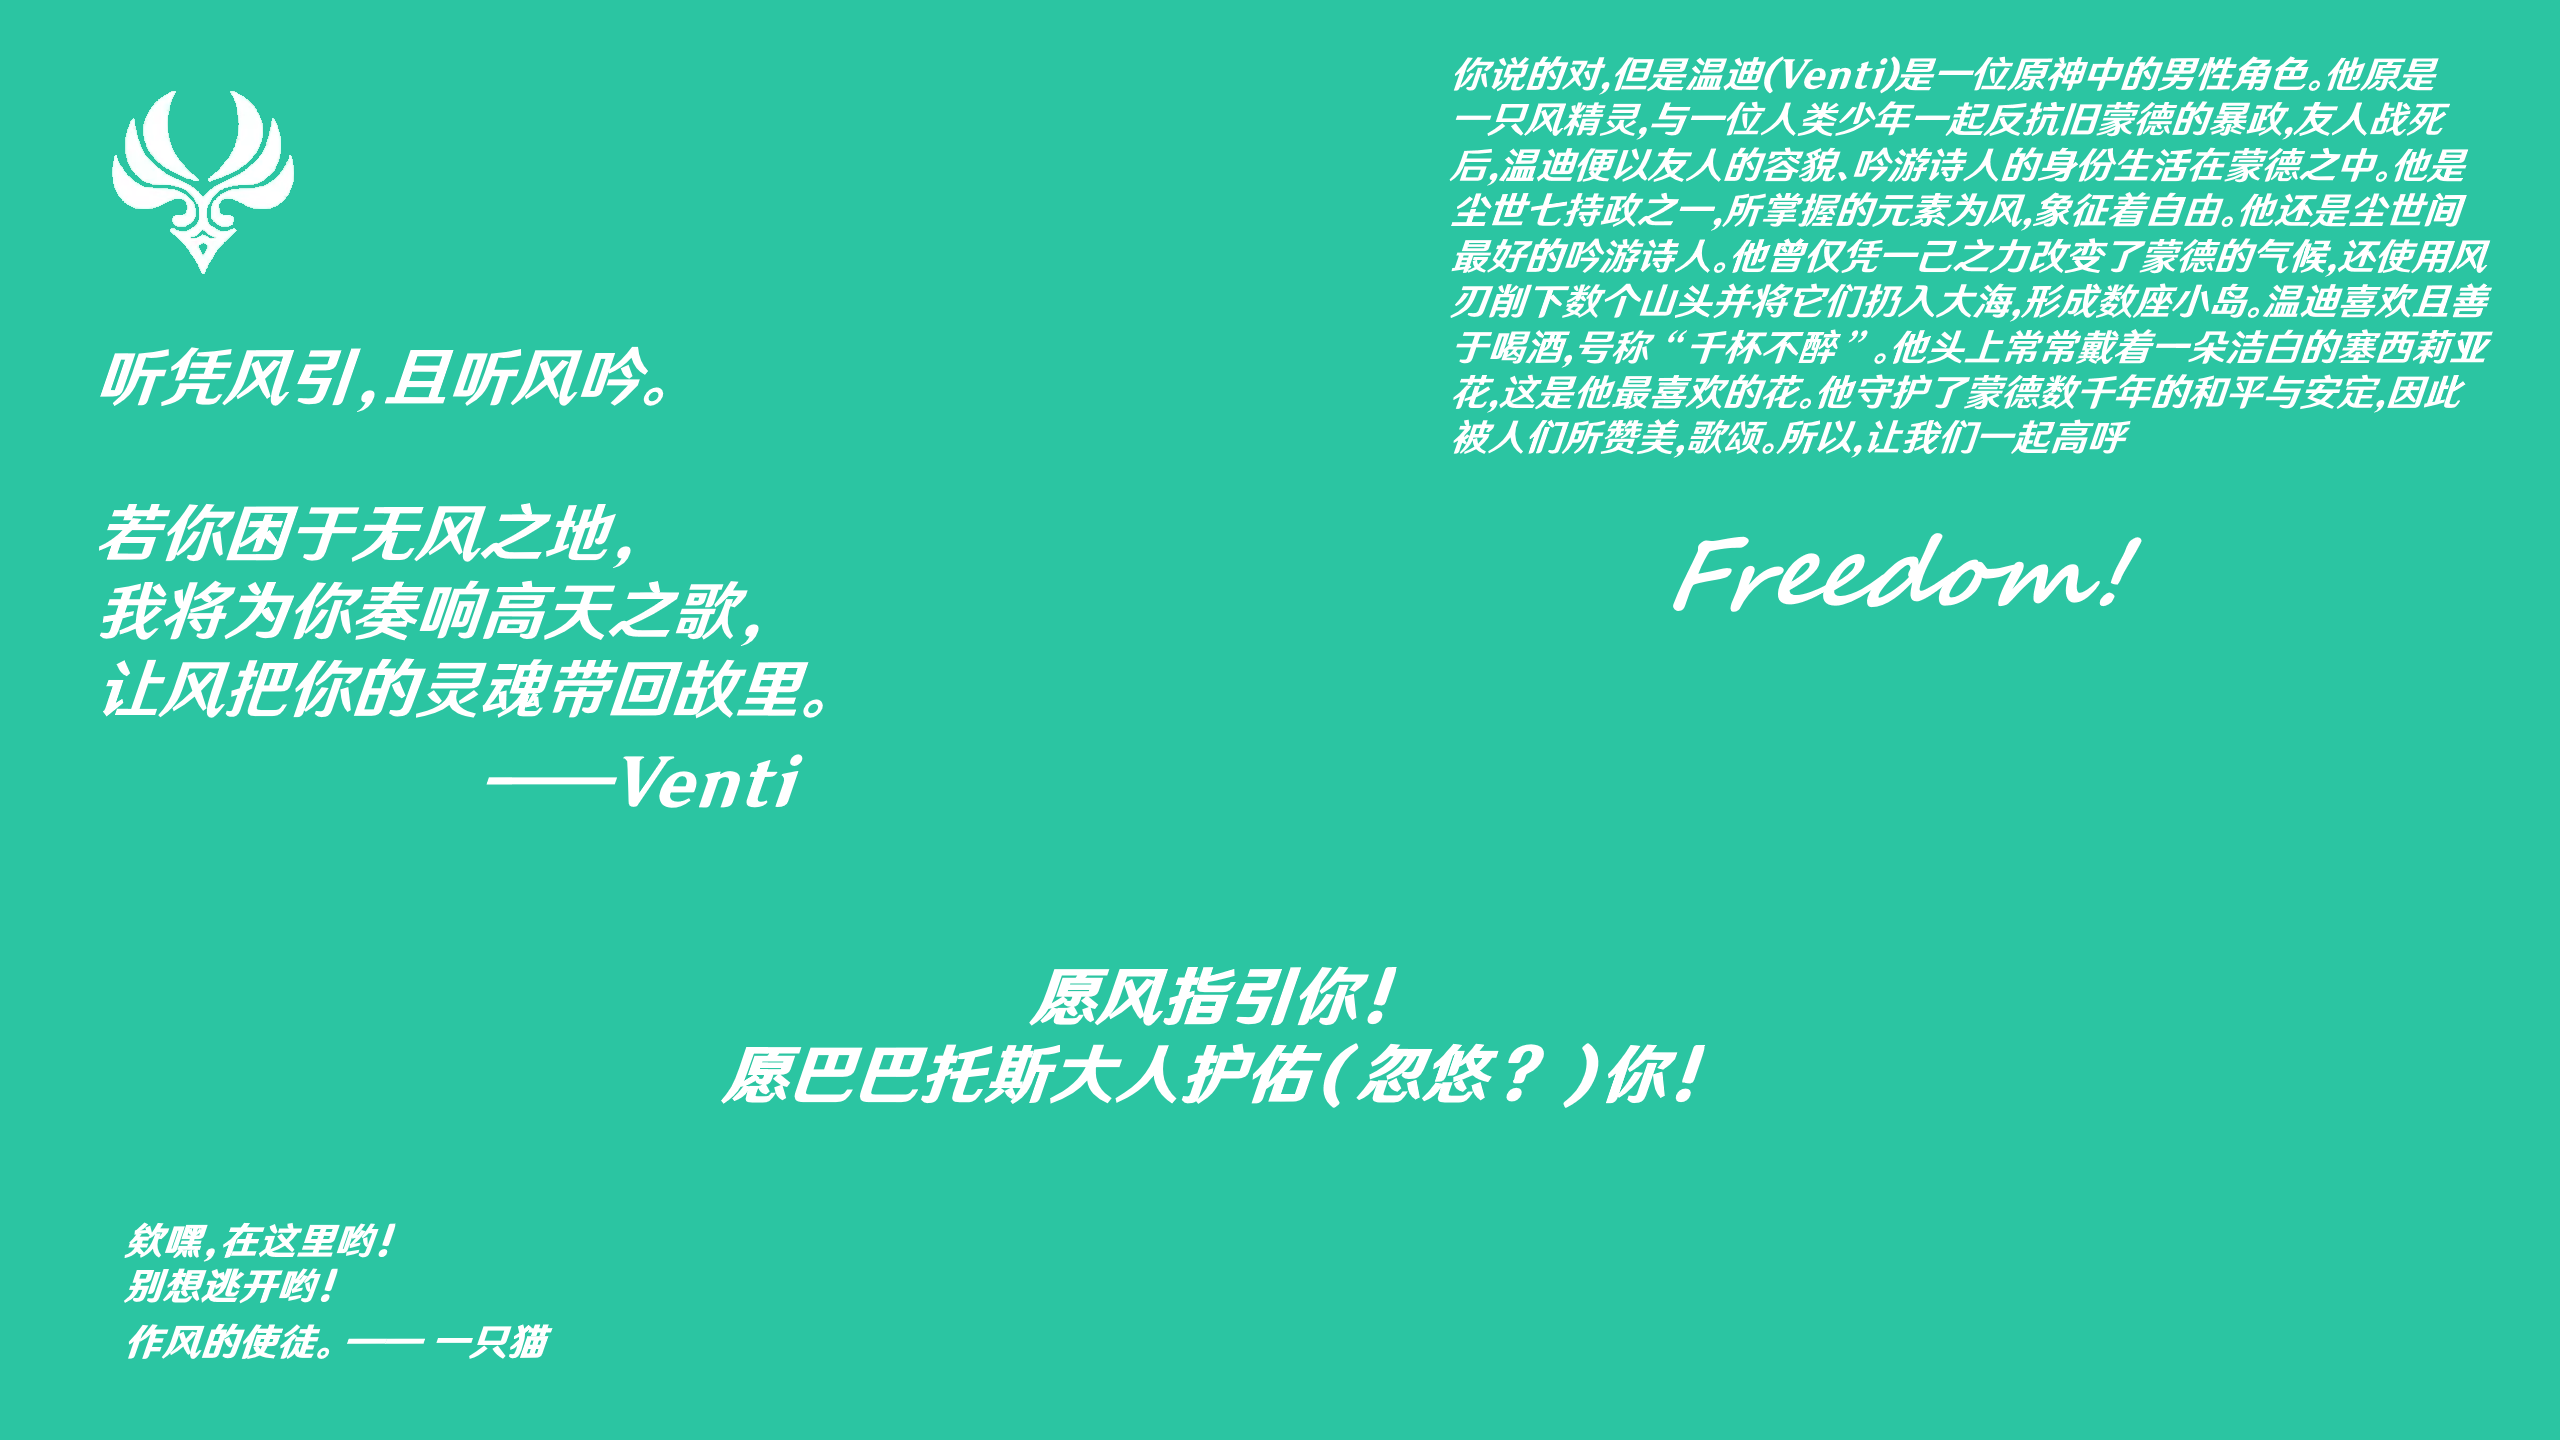 听凭风引,且听风吟。
若你困于无风之地,
我将为你奏响高天之歌,
让风把你的灵魂带回故里。
——Venti
你说的对,但是温迪(Venti)是一位原神中的男性角色。他原是
一只风精灵,与一位人类少年一起反抗旧蒙德的暴政,友人战死
后,温迪便以友人的容貌、吟游诗人的身份生活在蒙德之中。他是
尘世七持政之一,所掌握的元素为风,象征着自由。他还是尘世间
最好的吟游诗人。他曾仅凭一己之力改变了蒙德的气候,还使用风
刃削下数个山头并将它们扔入大海,形成数座小岛。温迪喜欢且善
于喝酒,号称“千杯不醉”。他头上常常戴着一朵洁白的塞西莉亚
花,这是他最喜欢的花。他守护了蒙德数千年的和平与安定,因此
被人们所赞美,歌颂。所以,让我们一起高呼
Freedom!
愿风指引你!
愿巴巴托斯大人护佑(忽悠?)你!
欸嘿,在这里哟!
别想逃开哟!
作风的使徒。—— 一只猫